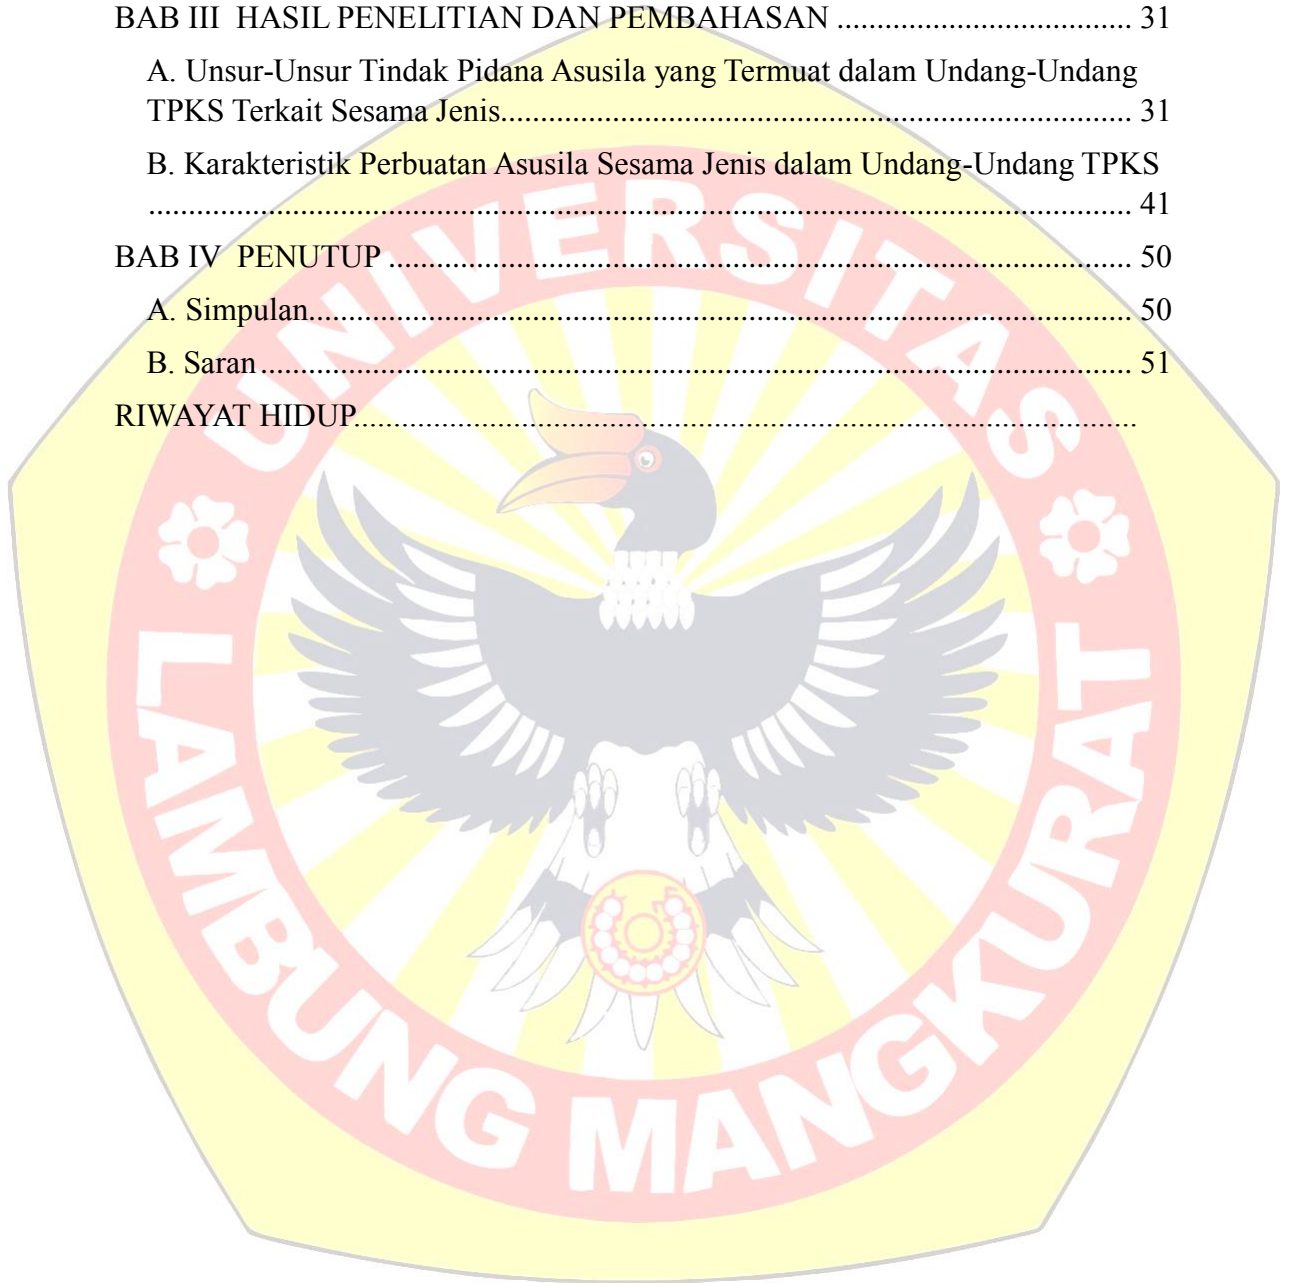 BAB III HASIL PENELITIAN DAN PEMBAHASAN ..................................... 31
A. Unsur-Unsur Tindak Pidana Asusila yang Termuat dalam Undang-Undang
TPKS Terkait Sesama Jenis............................................................................... 31
B. Karakteristik Perbuatan Asusila Sesama Jenis dalam Undang-Undang TPKS
............................................................................................................................ 41
BAB IV PENUTUP ............................................................................................. 50
A. Simpulan....................................................................................................... 50
B. Saran ............................................................................................................. 51
RIWAYAT HIDUP..................................................................................................
UNIVERSITAS
LAMBUNG MANGKURAT